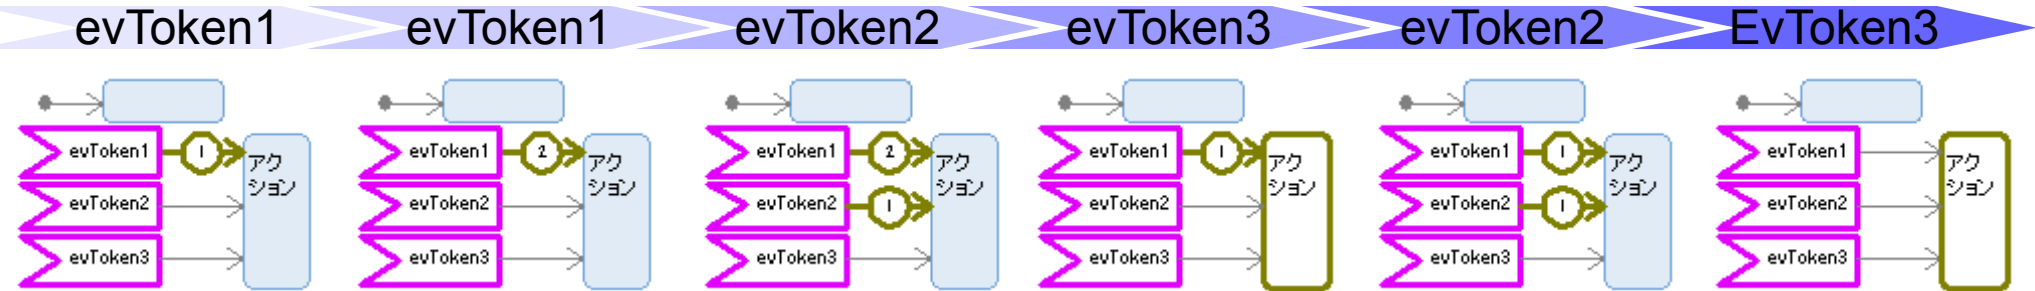 evToken1 evToken1 evToken2 evToken3 evToken2 EvToken3
evToken1 1 アク
ション
evToken2
evToken3
evToken1 2 アク
ション
evToken2
evToken3
evToken1 2 アク
ション
evToken2 1
evToken3
evToken1 1 アク
ション
evToken2
evToken3
evToken1 1 アク
ション
evToken2 1
evToken3
evToken1 アク
ション
evToken2
evToken3